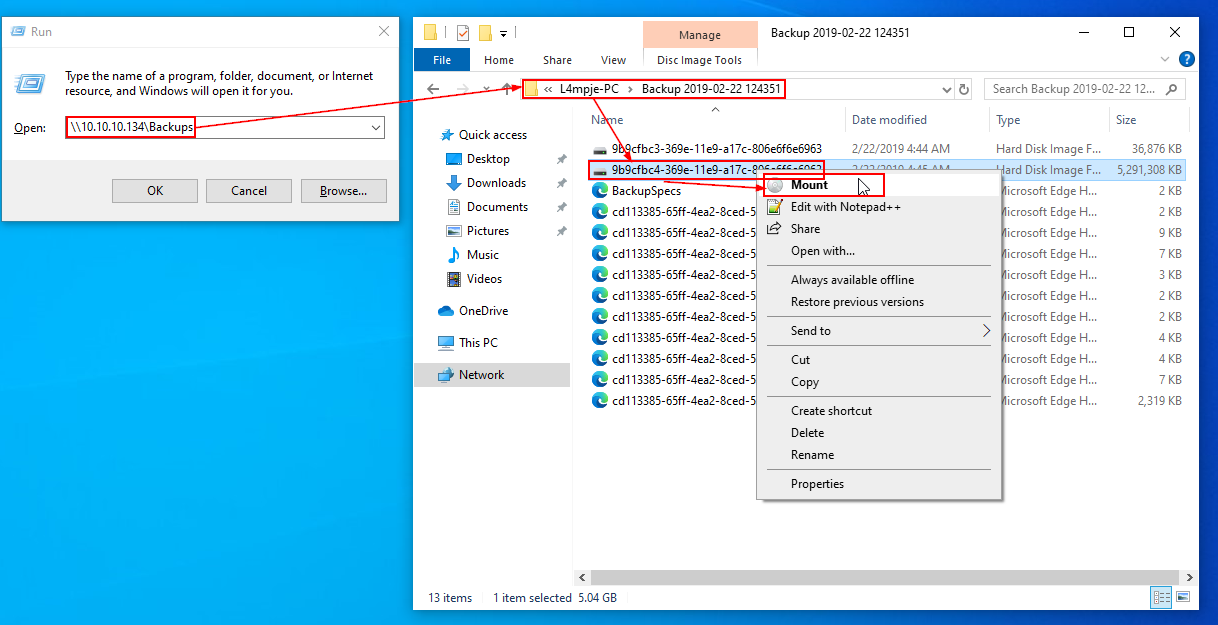 Run
Type the name of a program, folder, document, or Internet
resource, and Windows will open it for you.
Open:
\\10.10.10.134\Backups
OK
Cancel
Browse...
Manage
Backup 2019-02-22 124351
File
Home
Share
View
Disc Image Tools
« L4mpje-PC › Backup 2019-02-22 124351
Search Backup 2019-02-22 12...
Quick access
Desktop
Downloads
Documents
Pictures
Music
Videos
OneDrive
This PC
Network
Name
Date modified
Type
Size
9b9cfbc3-369e-11e9-a17c-806e6f6e6963 2/22/2019 4:44 AM Hard Disk Image F... 36,876 KB
9b9cfbc4-369e-11e9-a17c-806e6f6e6963 2/22/2019 4:45 AM Hard Disk Image F... 5,291,308 KB
BackupSpecs Microsoft Edge H... 2 KB
cd113385-65ff-4ea2-8ced-5 Microsoft Edge H... 2 KB
cd113385-65ff-4ea2-8ced-5 Microsoft Edge H... 9 KB
cd113385-65ff-4ea2-8ced-5 Microsoft Edge H... 7 KB
cd113385-65ff-4ea2-8ced-5 Microsoft Edge H... 3 KB
cd113385-65ff-4ea2-8ced-5 Microsoft Edge H... 2 KB
cd113385-65ff-4ea2-8ced-5 Microsoft Edge H... 2 KB
cd113385-65ff-4ea2-8ced-5 Microsoft Edge H... 4 KB
cd113385-65ff-4ea2-8ced-5 Microsoft Edge H... 4 KB
cd113385-65ff-4ea2-8ced-5 Microsoft Edge H... 7 KB
cd113385-65ff-4ea2-8ced-5 Microsoft Edge H... 2,319 KB
Mount
Edit with Notepad++
Share
Open with...
Always available offline
Restore previous versions
Send to
Cut
Copy
Create shortcut
Delete
Rename
Properties
13 items
1 item selected 5.04 GB